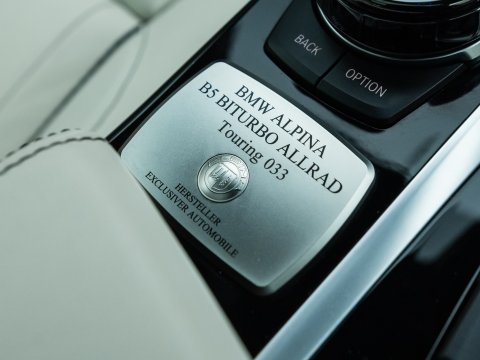 BACK
OPTION
BMW ALPINA
B5 BITURBO ALLRAD
Touring 033
HERSTELLER
EXCLUSIVER AUTOMOBILE